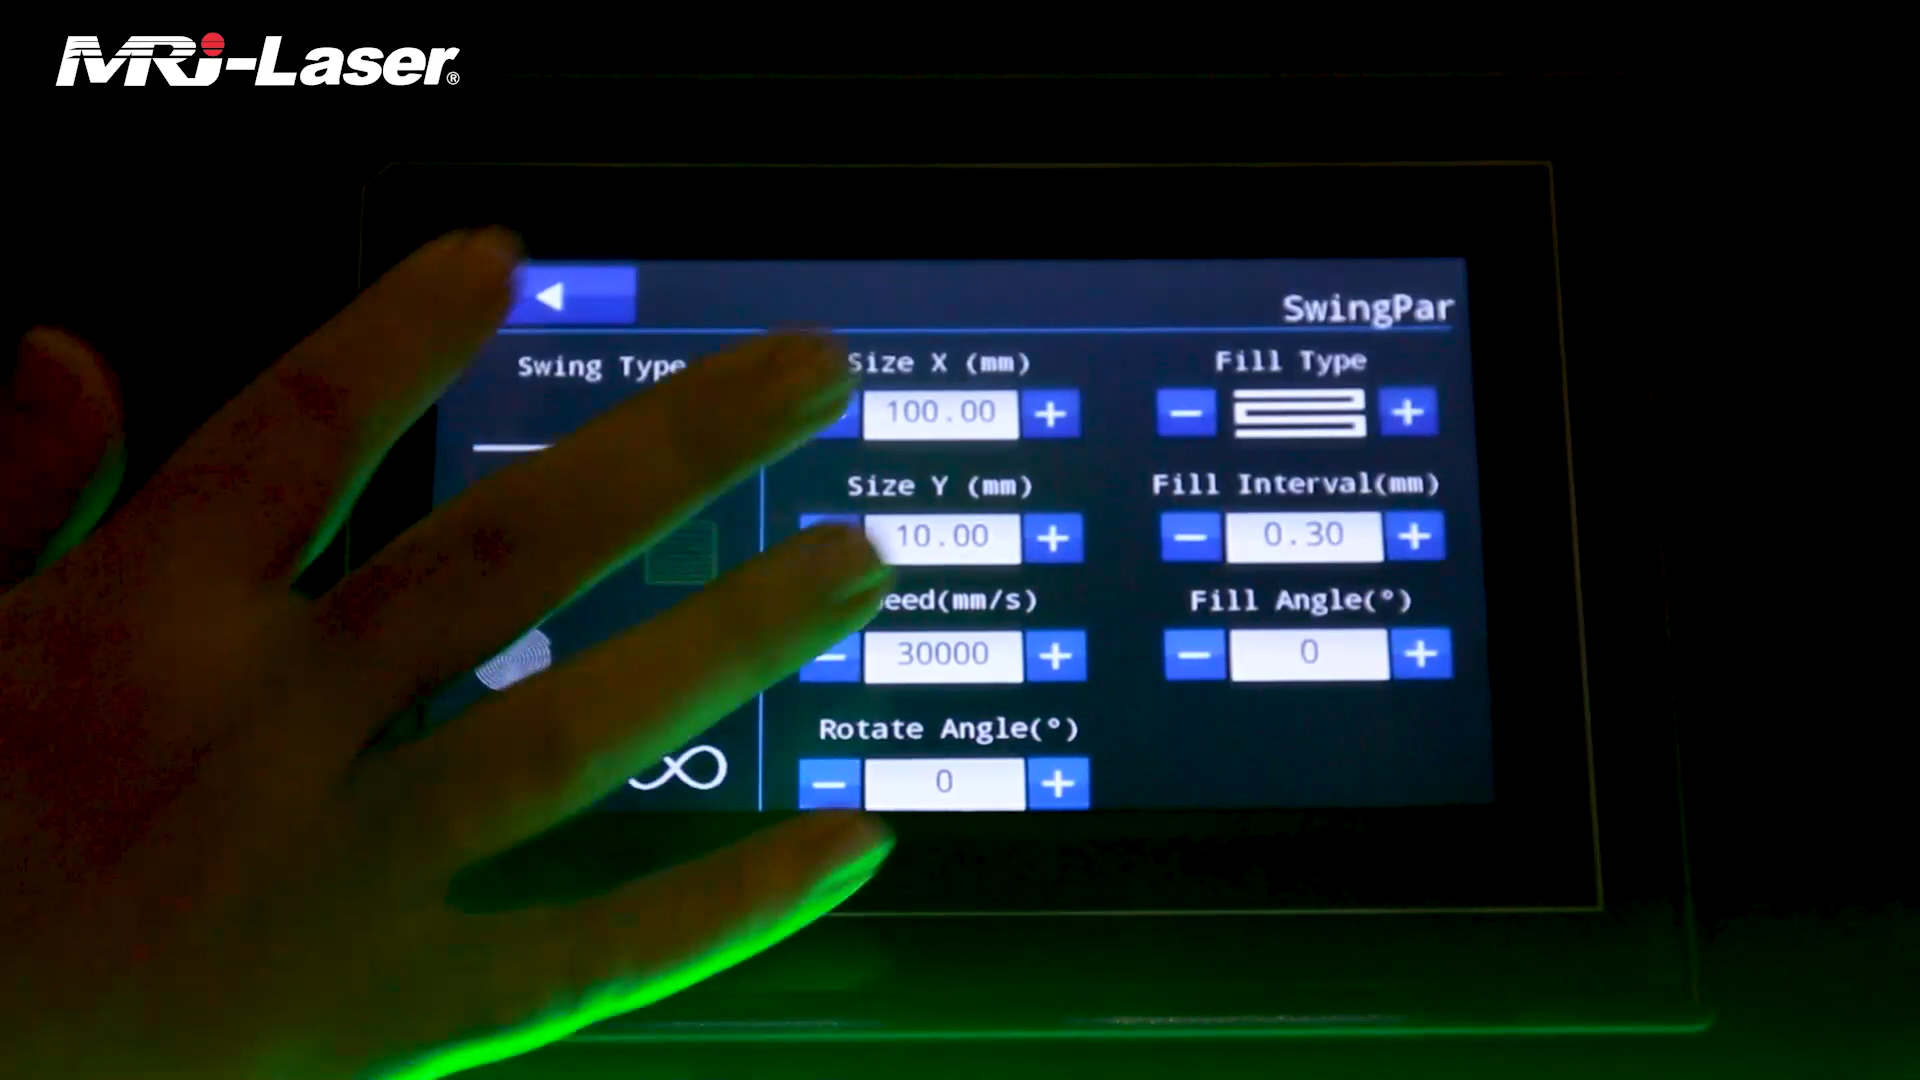 MRj-Laser®
SwingPar
Swing Type
Size X (mm)
100.00
Fill Type
Size Y (mm)
10.00
Fill Interval(mm)
0.30
eed(mm/s)
30000
Fill Angle(°)
0
Rotate Angle(°)
0